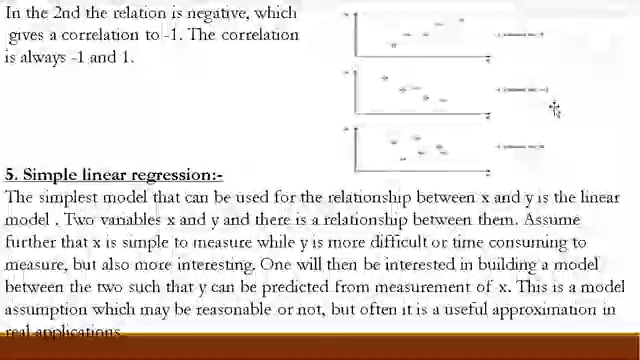 In the 2nd the relation is negative, which
gives a correlation to -1. The correlation
is always -1 and 1.
5. Simple linear regression:-
The simplest model that can be used for the relationship between x and y is the linear
model . Two variables x and y and there is a relationship between them. Assume
further that x is simple to measure while y is more difficult or time consuming to
measure, but also more interesting. One will then be interested in building a model
between the two such that y can be predicted from measurement of x. This is a model
assumption which may be reasonable or not, but often it is a useful approximation in
real applications.